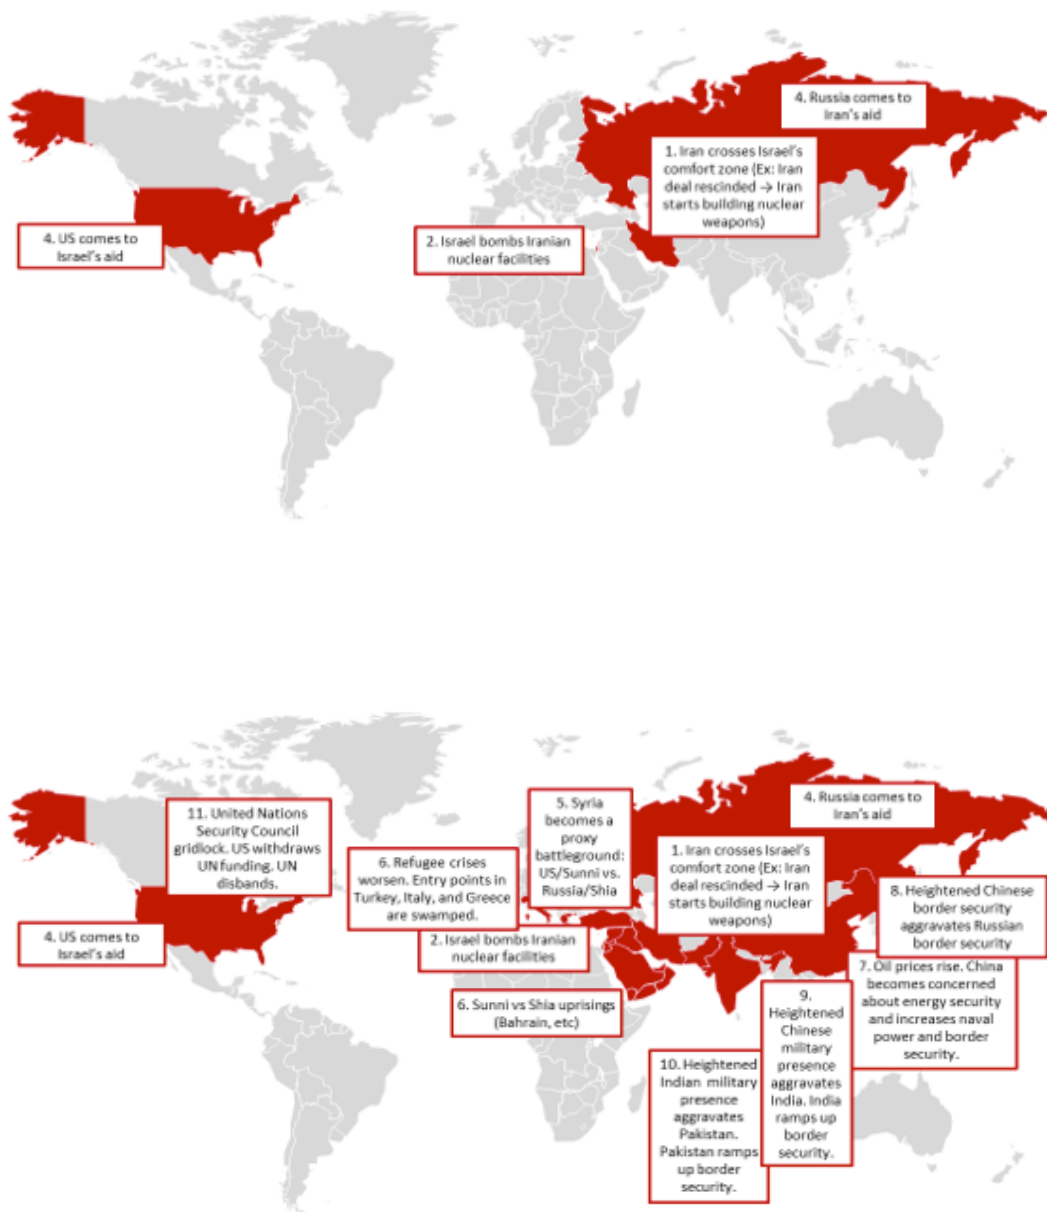 4. Russia comes to
Iran's aid
1. Iran crosses Israel's
comfort zone (Ex: Iran
deal rescinded → Iran
starts building nuclear
weapons)
4. US comes to
Israel's aid
2. Israel bombs Iranian
nuclear facilities
11. United Nations
Security Council
gridlock. US withdraws
UN funding. UN
disbands.
5. Syria
becomes a
proxy
battleground:
US/Sunni vs.
Russia/Shia
4. Russia comes to
Iran's aid
6. Refugee crises
worsen. Entry points in
Turkey, Italy, and Greece
are swamped.
1. Iran crosses Israel's
comfort zone (Ex: Iran
deal rescinded → Iran
starts building nuclear
weapons)
8. Heightened Chinese
border security
aggravates Russian
border security
4. US comes to
Israel's aid
2. Israel bombs Iranian
nuclear facilities
7. Oil prices rise. China
becomes concerned
about energy security
and increases naval
power and border
security.
6. Sunni vs Shia uprisings
(Bahrain, etc)
9.
Heightened
Chinese
military
presence
aggravates
India. India
ramps up
border
security.
10. Heightened
Indian military
presence
aggravates
Pakistan.
Pakistan ramps
up border
security.